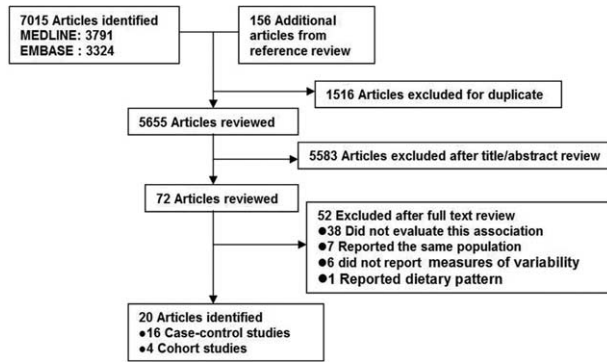 7015 Articles identified
MEDLINE: 3791
EMBASE : 3324
156 Additional
articles from
reference review
1516 Articles excluded for duplicate
5655 Articles reviewed
5583 Articles excluded after title/abstract review
72 Articles reviewed
52 Excluded after full text review
●38 Did not evaluate this association
●7 Reported the same population
●6 did not report measures of variability
●1 Reported dietary pattern
20 Articles identified
●16 Case-control studies
●4 Cohort studies